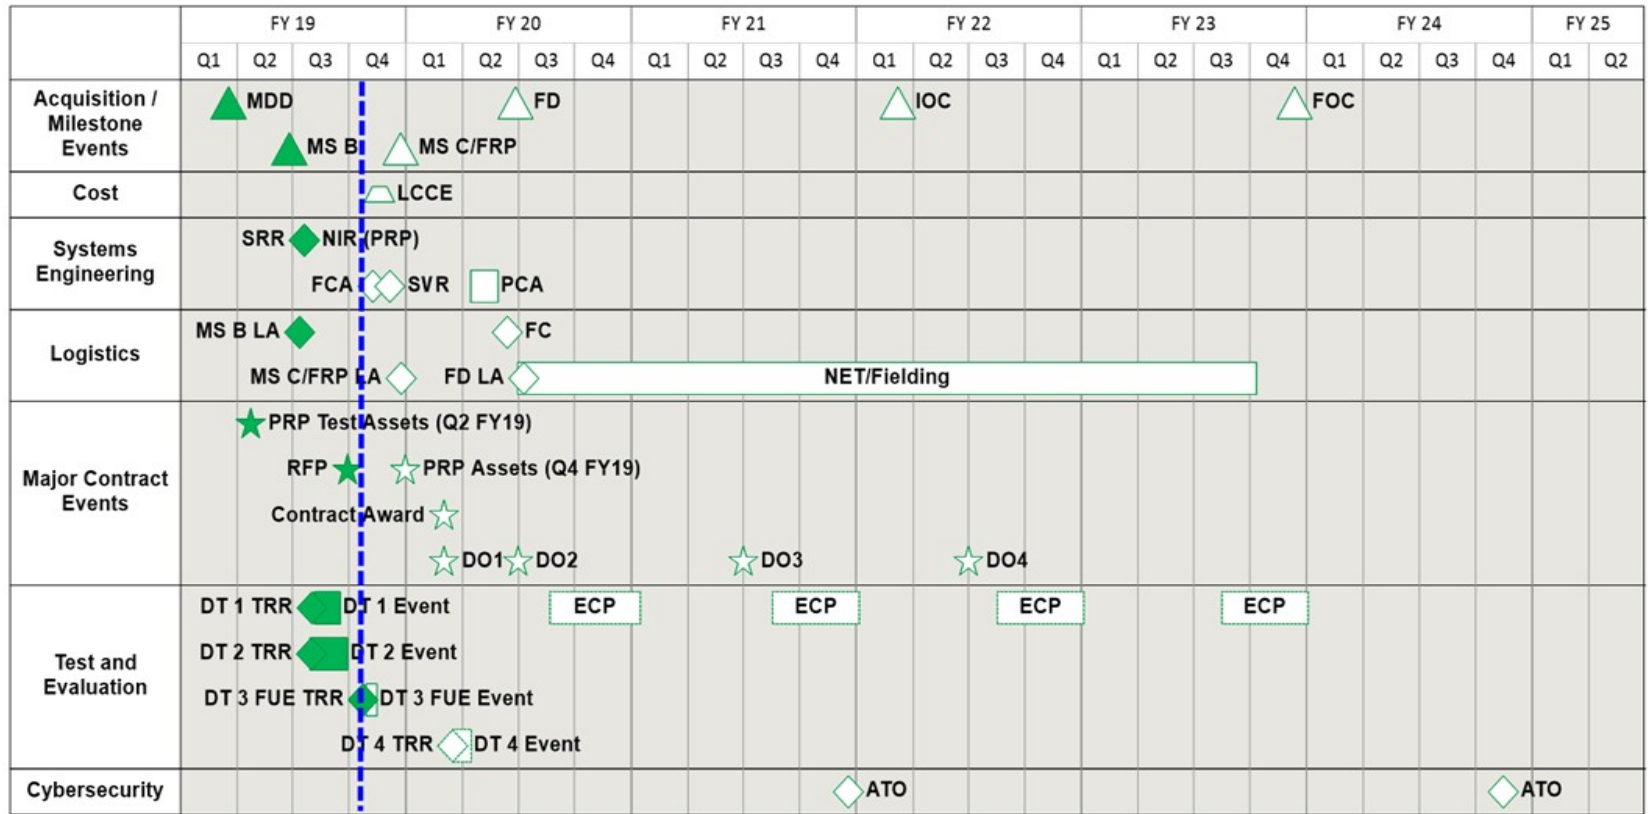 FY 19 FY 20 FY 21 FY 22 FY 23 FY 24 FY 25
Q1 Q2 Q3 Q4 Q1 Q2 Q3 Q4 Q1 Q2 Q3 Q4 Q1 Q2 Q3 Q4 Q1 Q2 Q3 Q4 Q1 Q2 Q3 Q4 Q1 Q2
Acquisition /
Milestone
Events
MDD FD IOC FOC
MS B MS C/FRP
Cost
LCCE
Systems
Engineering
SRR NIR (PRP)
FCA SVR PCA
Logistics
MS B LA FC
MS C/FRP LA FD LA NET/Fielding
Major Contract
Events
PRP Test Assets (Q2 FY19)
RFP PRP Assets (Q4 FY19)
Contract Award
DO1 DO2 DO3 DO4
Test and
Evaluation
DT 1 TRR DT 1 Event ECP ECP ECP ECP
DT 2 TRR DT 2 Event
DT 3 FUE TRR DT 3 FUE Event
DT 4 TRR DT 4 Event
Cybersecurity
ATO ATO